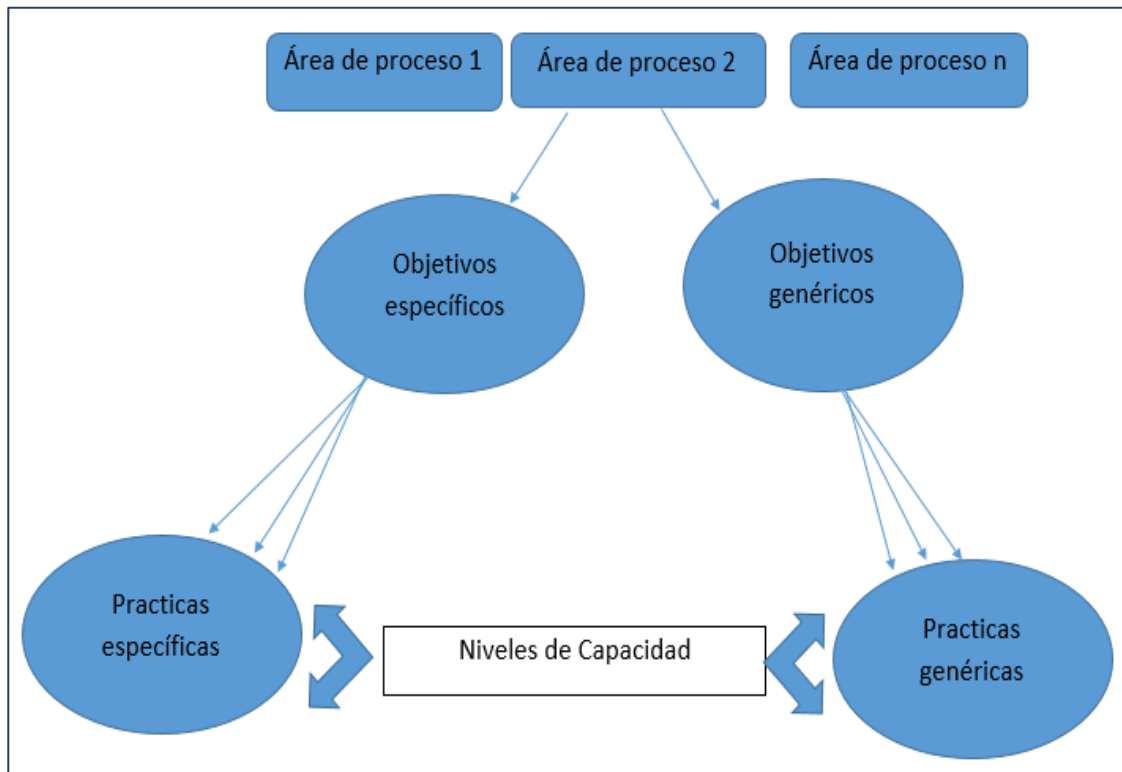 Área de proceso 1
Área de proceso 2
Área de proceso n
Objetivos
específicos
Objetivos
genéricos
Practicas
específicas
Niveles de Capacidad
Practicas
genéricas